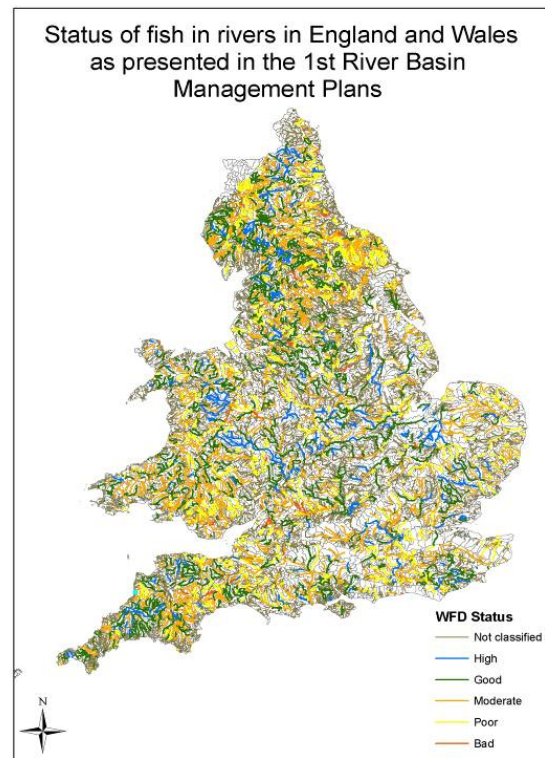 Status of fish in rivers in England and Wales
as presented in the 1st River Basin
Management Plans
WFD Status
Not classified
High
Good
Moderate
Poor
Bad
N